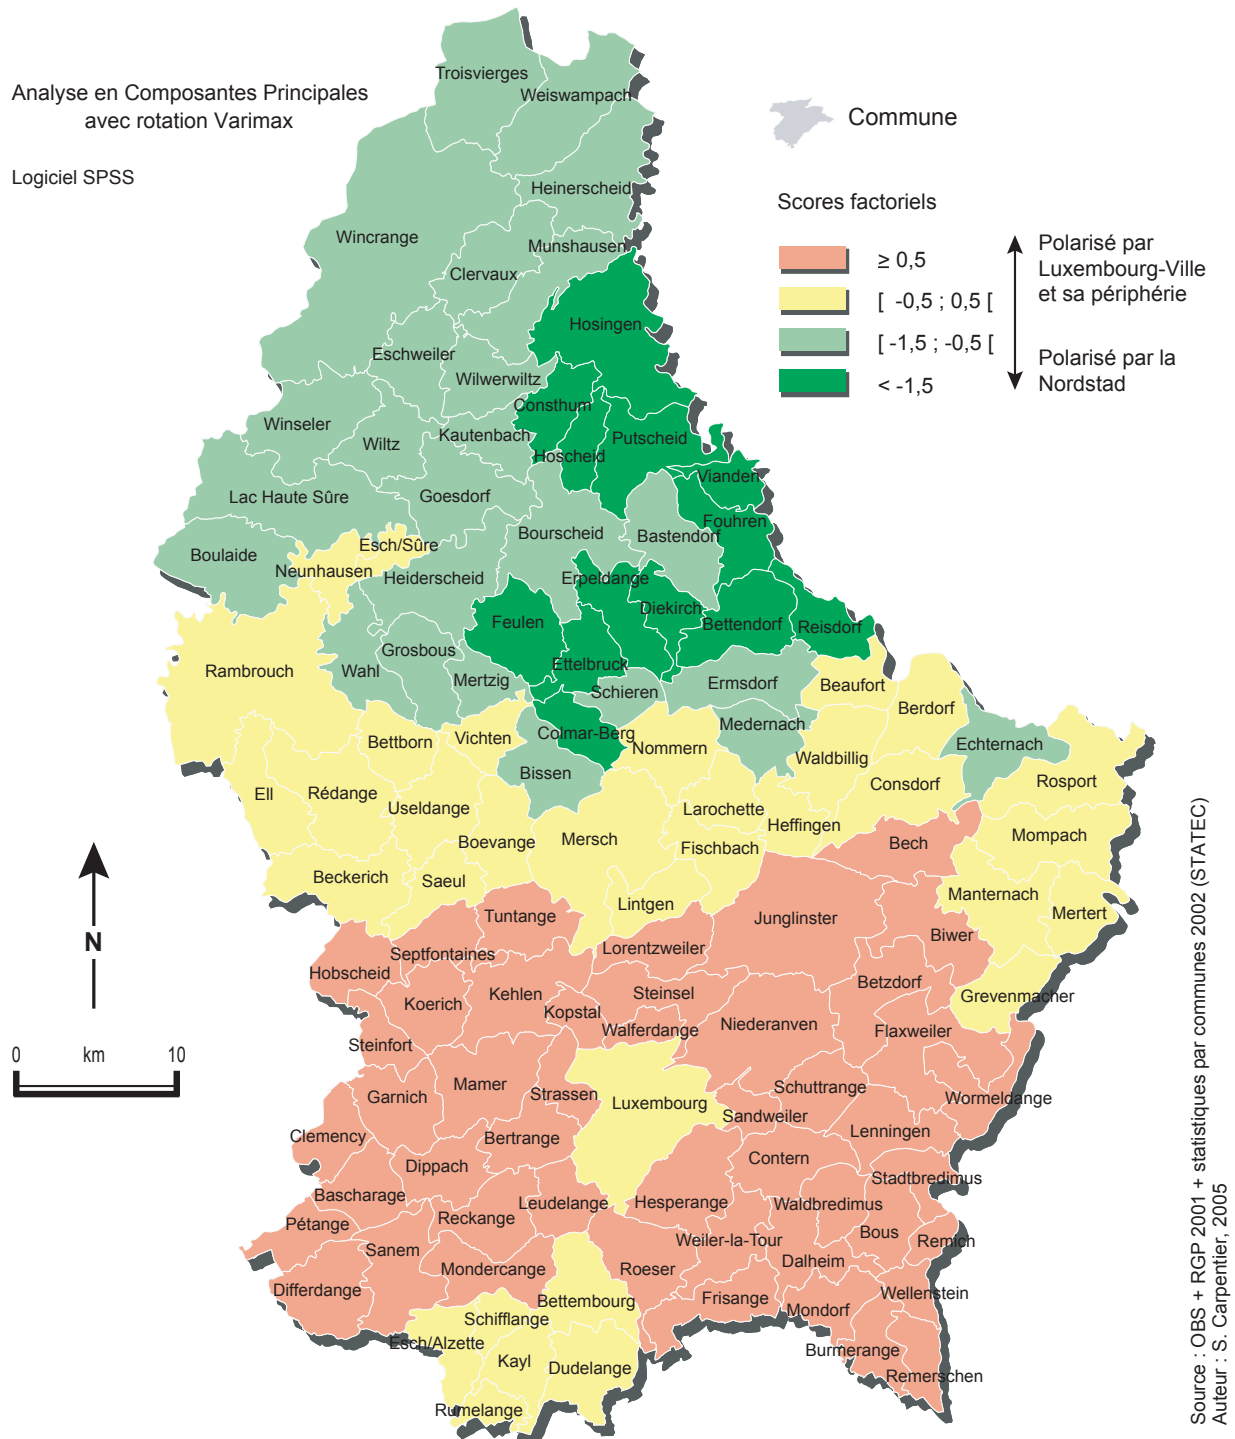 Analyse en Composantes Principales
avec rotation Varimax
Logiciel SPSS
Commune
Scores factoriels
≥ 0,5
[ -0,5 ; 0,5 [
[ -1,5 ; -0,5 [
< -1,5
Polarisé par
Luxembourg-Ville
et sa périphérie
Polarisé par la
Nordstad
Troisvierges
Weiswampach
Heinerscheid
Wincrange
Munshausen
Clervaux
Hosingen
Eschweiler
Wilwerwiltz
Consthum
Winseler
Wiltz
Kautenbach
Putscheid
Hoscheid
Vianden
Lac Haute Sûre
Goesdorf
Fouhren
Bourscheid
Bastendorf
Esch/Sûre
Boulaide
Neunhausen
Heiderscheid
Erpeldange
Diekirch
Feulen
Bettendorf
Reisdorf
Grosbous
Rambrouch
Wahl
Ettelbruck
Mertzig
Schieren
Ermsdorf
Beaufort
Berdorf
Medernach
Colmar-Berg
Bettborn
Vichten
Nommern
Waldbillig
Echternach
Bissen
Rosport
Ell
Rédange
Useldange
Larochette
Consdorf
Heffingen
Boevange
Mersch
Fischbach
Bech
Mompach
Beckerich
Saeul
Manternach
Lintgen
Mertert
Tuntange
Junglinster
Biwer
Septfontaines
Lorentzweiler
Hobscheid
Betzdorf
Koerich
Kehlen
Steinsel
Grevenmacher
Kopstal
Walferdange
Niederanven
Flaxweiler
Steinfort
Mamer
Schuttrange
Garnich
Strassen
Luxembourg
Wormeldange
Sandweiler
Clemency
Bertrange
Lenningen
Dippach
Contern
Stadtbredimus
Bascharage
Leudelange
Hesperange
Waldbredimus
Pétange
Reckange
Bous
Remich
Sanem
Weiler-la-Tour
Dalheim
Mondercange
Roeser
Differdange
Bettembourg
Frisange
Mondorf
Wellenstein
Schifflange
Esch/Alzette
Burmerange
Kayl
Dudelange
Remerschen
Rumelange
N
0 km 10
Source : OBS + RGP 2001 + statistiques par communes 2002 (STATEC)
Auteur : S. Carpentier, 2005